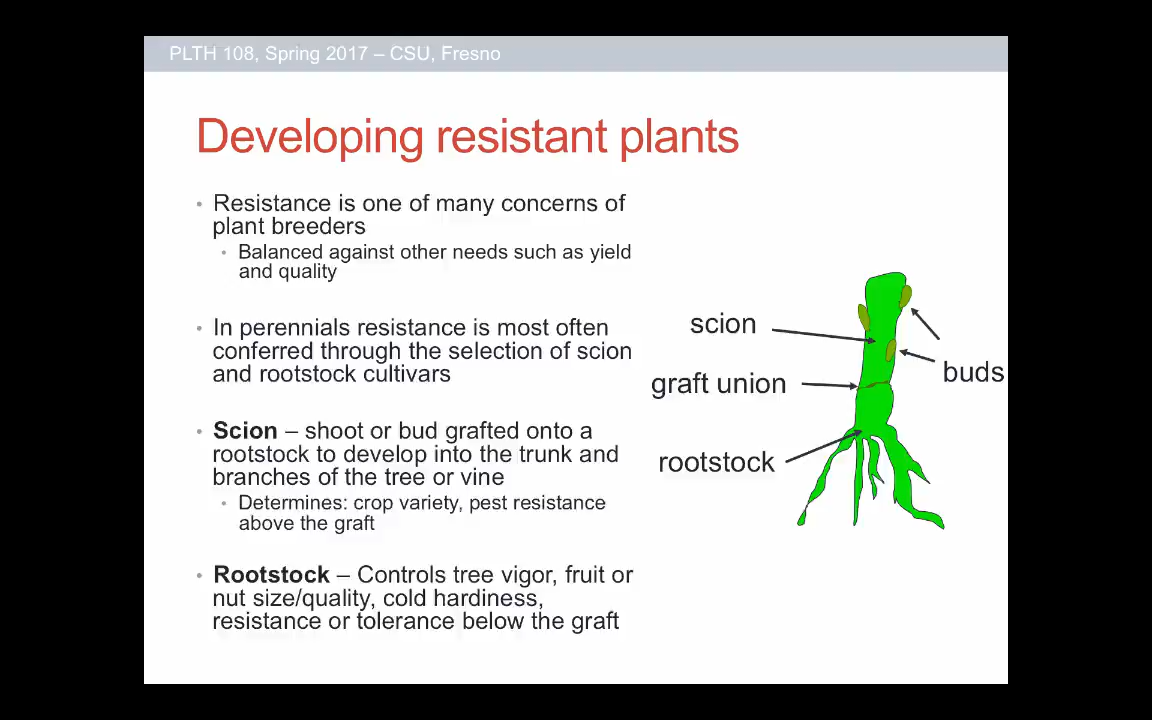 PLTH 108, Spring 2017 – CSU, Fresno
Developing resistant plants
• Resistance is one of many concerns of
plant breeders
• Balanced against other needs such as yield
and quality
• In perennials resistance is most often
conferred through the selection of scion
and rootstock cultivars
• Scion – shoot or bud grafted onto a
rootstock to develop into the trunk and
branches of the tree or vine
• Determines: crop variety, pest resistance
above the graft
• Rootstock – Controls tree vigor, fruit or
nut size/quality, cold hardiness,
resistance or tolerance below the graft
scion
graft union
buds
rootstock